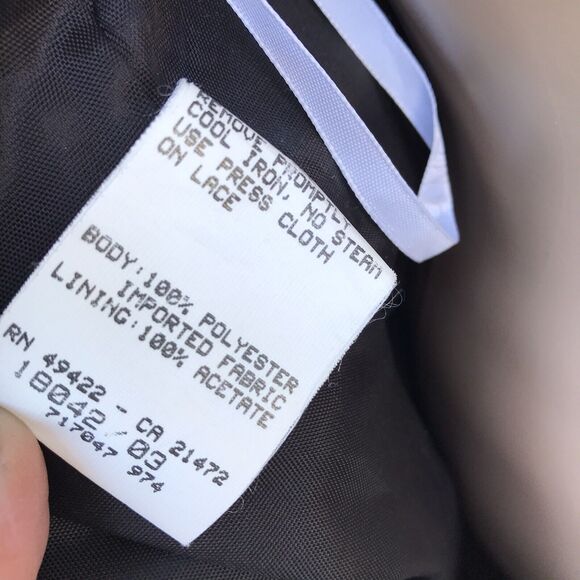 REMOVE PROMPTLY
COOL IRON, NO STEAM
USE PRESS CLOTH
ON LACE
BODY:100% POLYESTER
IMPORTED FABRIC
LINING:100% ACETATE
RN 49422 - CA 21472
18042/03
717047 974